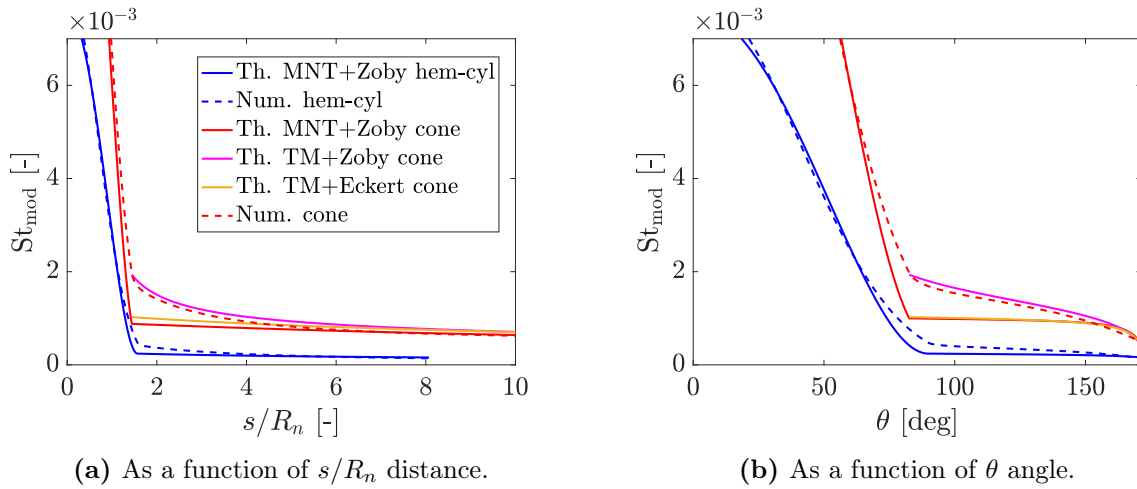 ×10⁻³
6
4
2
0
St_mod [-]
Th. MNT+Zoby hem-cyl
Num. hem-cyl
Th. MNT+Zoby cone
Th. TM+Zoby cone
Th. TM+Eckert cone
Num. cone
0 2 4 6 8 10
s/R_n [-]
(a) As a function of s/R_n distance.
×10⁻³
6
4
2
0
St_mod [-]
0 50 100 150
θ [deg]
(b) As a function of θ angle.